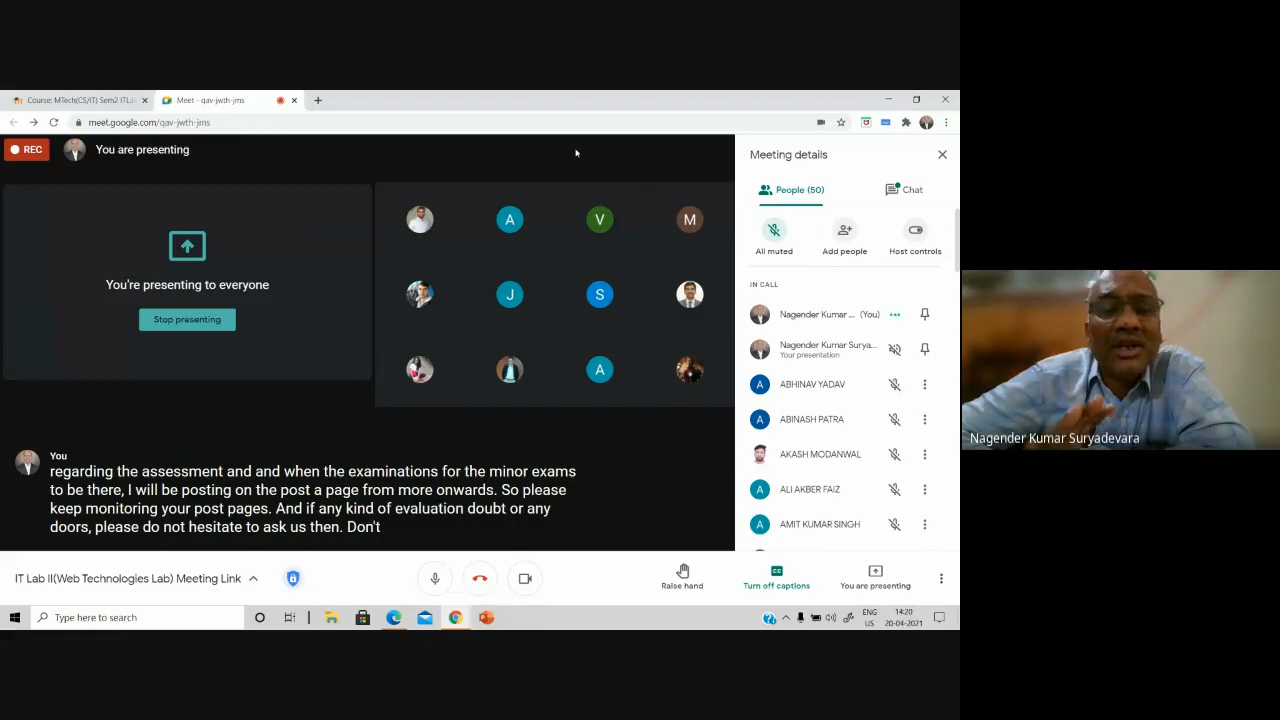 Course: MTech(CS/IT) Sem2 ITLa
Meet - qav-jwth-jms
meet.google.com/qav-jwth-jms
REC
You are presenting
You're presenting to everyone
Stop presenting
A
V
M
J
S
A
Meeting details
People (50)
Chat
All muted
Add people
Host controls
IN CALL
Nagender Kumar ... (You)
Nagender Kumar Surya...
Your presentation
A ABHINAV YADAV
A ABINASH PATRA
AKASH MODANWAL
A ALI AKBER FAIZ
A AMIT KUMAR SINGH
Nagender Kumar Suryadevara
You
regarding the assessment and and when the examinations for the minor exams
to be there, I will be posting on the post a page from more onwards. So please
keep monitoring your post pages. And if any kind of evaluation doubt or any
doors, please do not hesitate to ask us then. Don't
IT Lab II(Web Technologies Lab) Meeting Link
Raise hand
CC
Turn off captions
You are presenting
Type here to search
ENG
US
14:20
20-04-2021